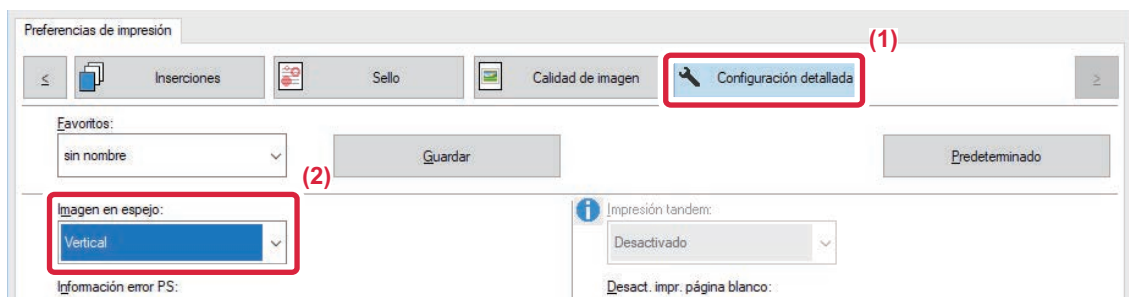 Preferencias de impresión
(1)
<
Inserciones
Sello
Calidad de imagen
Configuración detallada
>
Favoritos:
sin nombre
Guardar
Predeterminado
(2)
Imagen en espejo:
Vertical
Impresión tandem:
Desactivado
Información error PS:
Desact. impr. página blanco: